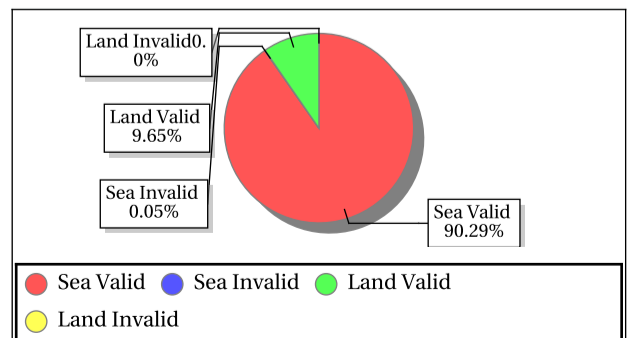 Land Invalid0.
0%
Land Valid
9.65%
Sea Invalid
0.05%
Sea Valid
90.29%
Sea Valid Sea Invalid Land Valid
Land Invalid